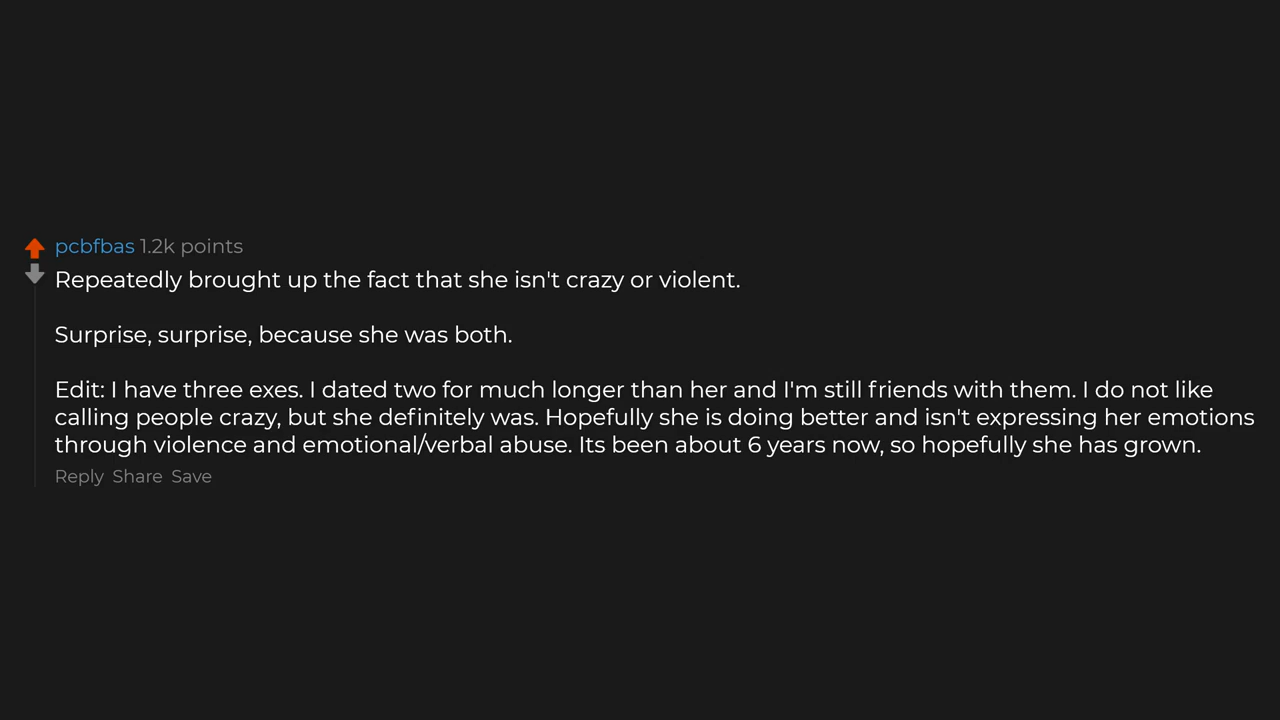 pcbfbas 1.2k points
Repeatedly brought up the fact that she isn't crazy or violent.
Surprise, surprise, because she was both.
Edit: I have three exes. I dated two for much longer than her and I'm still friends with them. I do not like
calling people crazy, but she definitely was. Hopefully she is doing better and isn't expressing her emotions
through violence and emotional/verbal abuse. Its been about 6 years now, so hopefully she has grown.
Reply Share Save